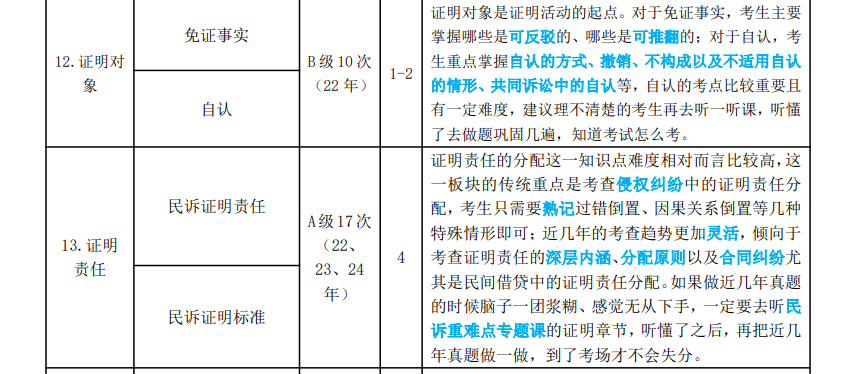 12.证明对
象
免证事实
自认
B 级 10 次
（22 年）
1-2
证明对象是证明活动的起点。对于免证事实，考生主要
掌握哪些是可反驳的、哪些是可推翻的；对于自认，考
生重点掌握自认的方式、撤销、不构成以及不适用自认
的情形、共同诉讼中的自认等，自认的考点比较重要且
有一定难度，建议理不清楚的考生再去听一听课，听懂
了去做题巩固几遍，知道考试怎么考。
13.证明
责任
民诉证明责任
民诉证明标准
A 级 17 次
（22、
23、24
年）
4
证明责任的分配这一知识点难度相对而言比较高，这
一板块的传统重点是考查侵权纠纷中的证明责任分
配，考生只需要熟记过错倒置、因果关系倒置等几种
特殊情形即可；近几年的考查趋势更加灵活，倾向于
考查证明责任的深层内涵、分配原则以及合同纠纷尤
其是民间借贷中的证明责任分配。如果做近几年真题
的时候脑子一团浆糊、感觉无从下手，一定要去听民
诉重难点专题课的证明章节，听懂了之后，再把近几
年真题做一做，到了考场才不会失分。